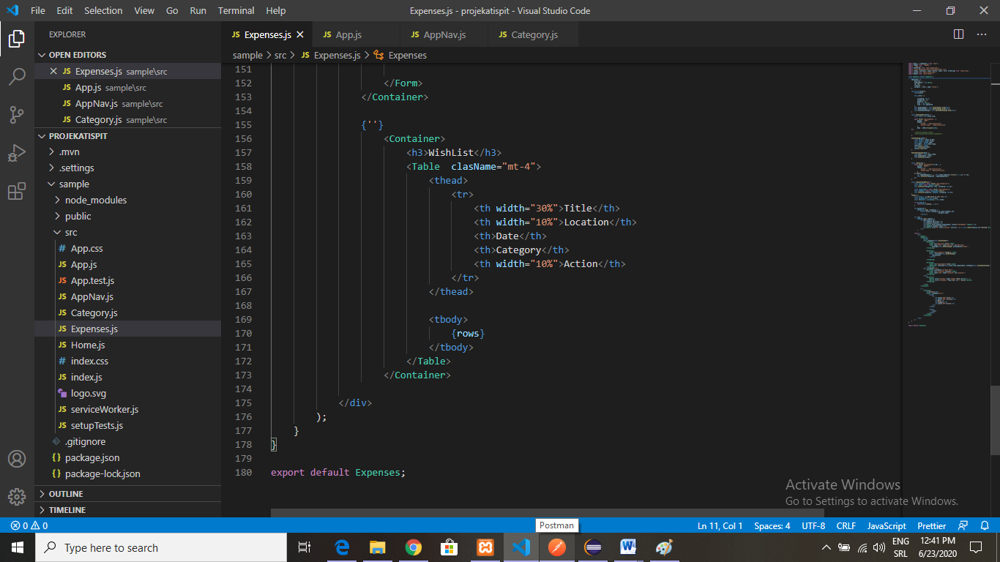 File Edit Selection View Go Run Terminal Help
Expenses.js - projekatispit - Visual Studio Code
EXPLORER
OPEN EDITORS
JS Expenses.js sample\src
JS App.js sample\src
JS AppNav.js sample\src
JS Category.js sample\src
PROJEKATISPIT
.mvn
.settings
sample
node_modules
public
src
# App.css
JS App.js
JS App.test.js
JS AppNav.js
JS Category.js
JS Expenses.js
JS Home.js
# index.css
JS index.js
logo.svg
JS serviceWorker.js
JS setupTests.js
.gitignore
{} package.json
{} package-lock.json
OUTLINE
TIMELINE
JS Expenses.js JS App.js JS AppNav.js JS Category.js
sample > src > JS Expenses.js > Expenses
151
152 </Form>
153 </Container>
154
155 {''}
156 <Container>
157 <h3>WishList</h3>
158 <Table clasName="mt-4">
159 <thead>
160 <tr>
161 <th width="30%">Title</th>
162 <th width="10%">Location</th>
163 <th>Date</th>
164 <th>Category</th>
165 <th width="10%">Action</th>
166 </tr>
167 </thead>
168
169 <tbody>
170 {rows}
171 </tbody>
172 </Table>
173 </Container>
174
175 </div>
176 );
177 }
178 }
179
180 export default Expenses;
Activate Windows
Go to Settings to activate Windows.
0 0
Postman
Ln 11, Col 1 Spaces: 4 UTF-8 CRLF JavaScript Prettier
Type here to search
ENG
SRL
12:41 PM
6/23/2020